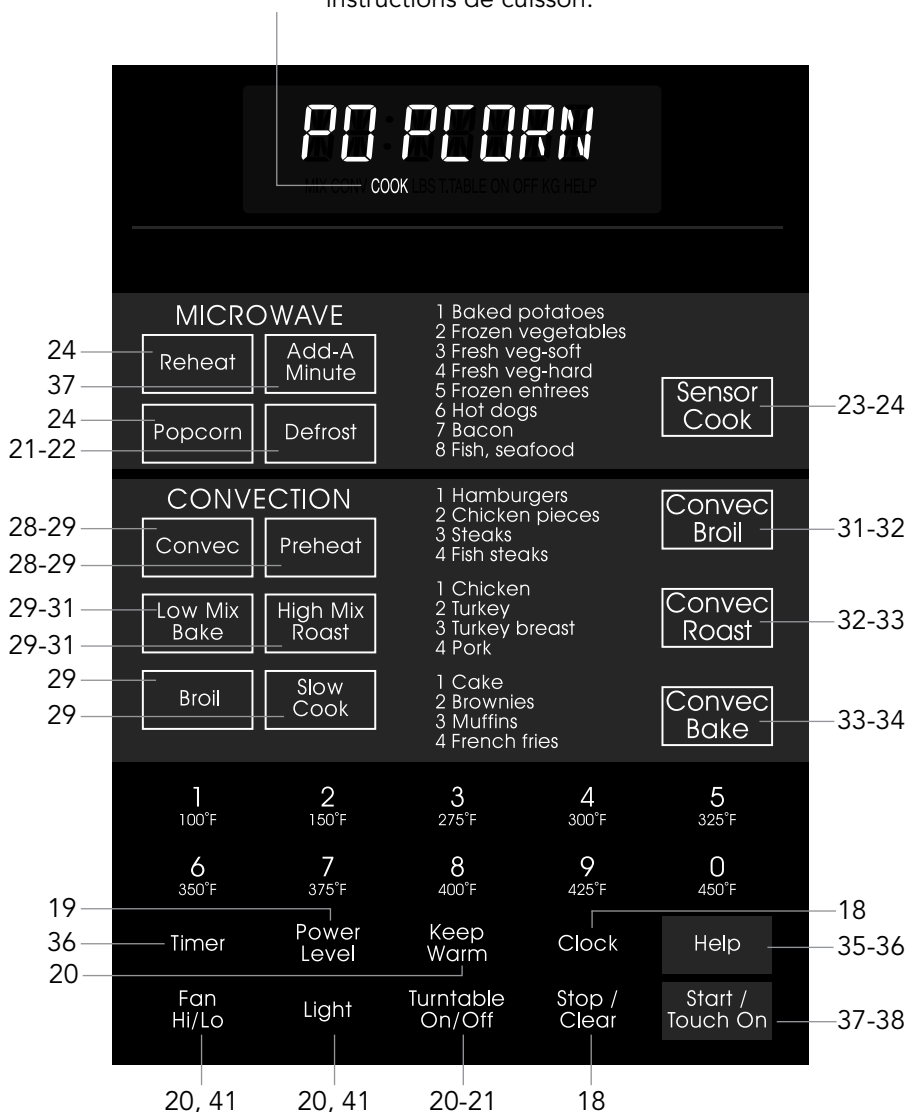 instructions de cuisson.
PO PCORN
MIX CONV COOK LBS T.TABLE ON OFF KG HELP
MICROWAVE
24
Reheat
Add-A
Minute
37
24
Popcorn
Defrost
21-22
1 Baked potatoes
2 Frozen vegetables
3 Fresh veg-soft
4 Fresh veg-hard
5 Frozen entrees
6 Hot dogs
7 Bacon
8 Fish, seafood
Sensor
Cook
23-24
CONVECTION
28-29
Convec
Preheat
28-29
29-31
Low Mix
Bake
High Mix
Roast
29-31
29
Broil
Slow
Cook
29
1 Hamburgers
2 Chicken pieces
3 Steaks
4 Fish steaks
Convec
Broil
31-32
1 Chicken
2 Turkey
3 Turkey breast
4 Pork
Convec
Roast
32-33
1 Cake
2 Brownies
3 Muffins
4 French fries
Convec
Bake
33-34
1 2 3 4 5
100°F 150°F 275°F 300°F 325°F
6 7 8 9 0
350°F 375°F 400°F 425°F 450°F
19
18
36
Timer
Power
Level
Keep
Warm
Clock
Help
35-36
20
Fan
Hi/Lo
Light
Turntable
On/Off
Stop /
Clear
Start /
Touch On
37-38
20, 41 20, 41 20-21 18